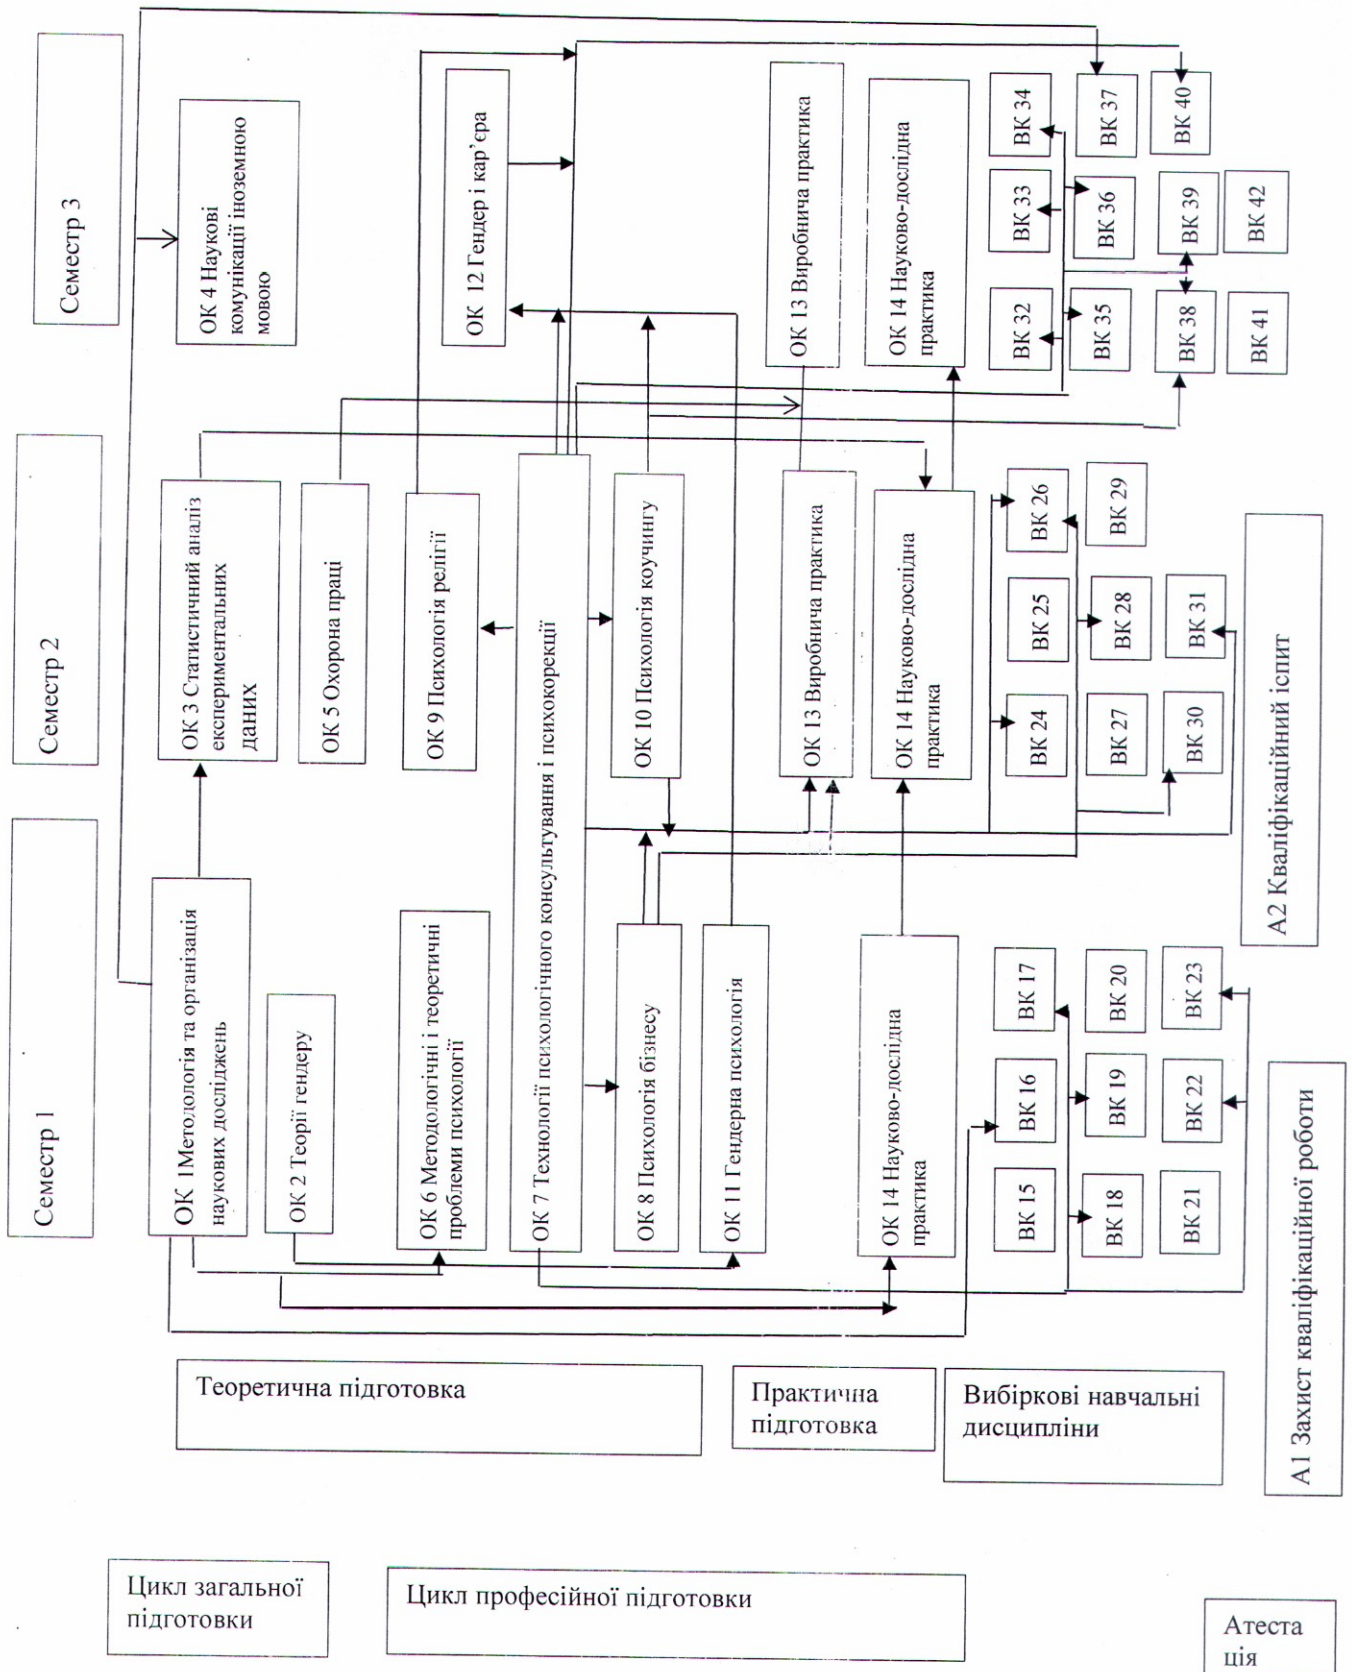 Семестр 1
Семестр 2
Семестр 3
ОК 1Методологія та організація
наукових досліджень
ОК 3 Статистичний аналіз
експериментальних
даних
ОК 4 Наукові
комунікації іноземною
мовою
ОК 2 Теорії гендеру
ОК 5 Охорона праці
ОК 6 Методологічні і теоретичні
проблеми психології
ОК 9 Психологія релігії
ОК 12 Гендер і кар’єра
ОК 7 Технології психологічного консультування і психокорекції
ОК 8 Психологія бізнесу
ОК 10 Психологія коучингу
ОК 11 Гендерна психологія
ОК 13 Виробнича практика
ОК 13 Виробнича практика
ОК 14 Науково-дослідна
практика
ОК 14 Науково-дослідна
практика
ОК 14 Науково-дослідна
практика
ВК 15
ВК 16
ВК 17
ВК 18
ВК 19
ВК 20
ВК 21
ВК 22
ВК 23
ВК 24
ВК 25
ВК 26
ВК 27
ВК 28
ВК 29
ВК 30
ВК 31
ВК 32
ВК 33
ВК 34
ВК 35
ВК 36
ВК 37
ВК 38
ВК 39
ВК 40
ВК 41
ВК 42
А1 Захист кваліфікаційної роботи
А2 Кваліфікаційний іспит
Теоретична підготовка
Практична
підготовка
Вибіркові навчальні
дисципліни
Цикл загальної
підготовки
Цикл професійної підготовки
Атеста
ція